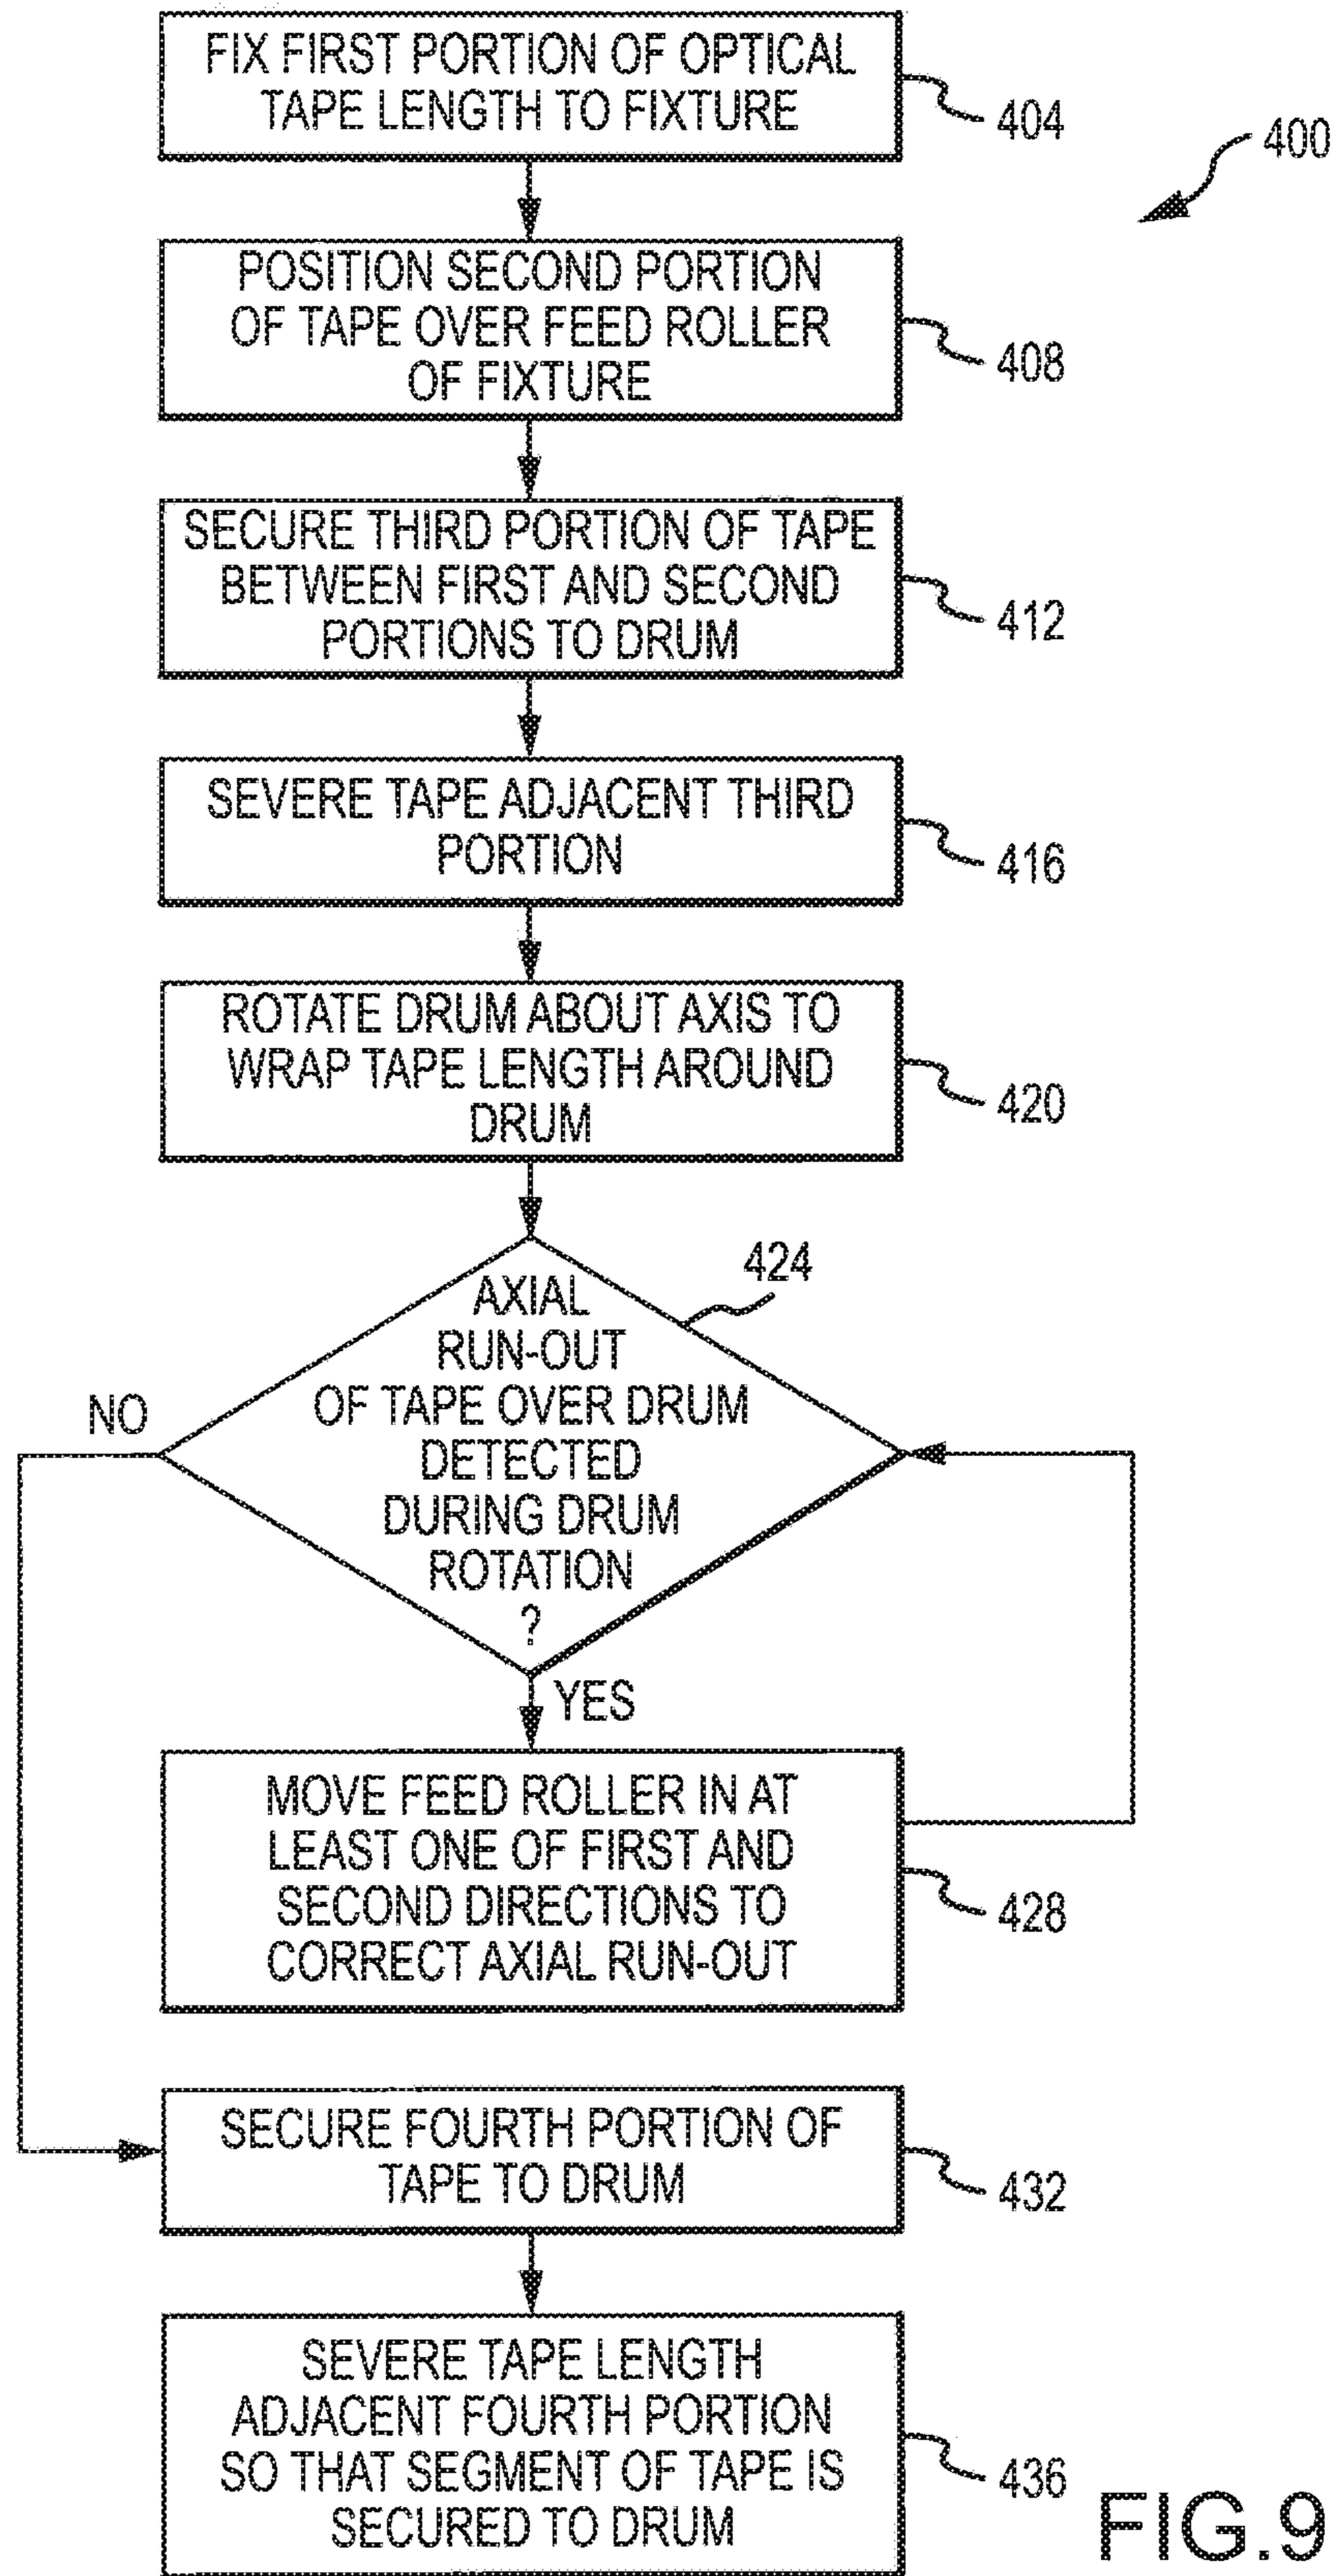 FIX FIRST PORTION OF OPTICAL
TAPE LENGTH TO FIXTURE
404
400
POSITION SECOND PORTION
OF TAPE OVER FEED ROLLER
OF FIXTURE
408
SECURE THIRD PORTION OF TAPE
BETWEEN FIRST AND SECOND
PORTIONS TO DRUM
412
SEVERE TAPE ADJACENT THIRD
PORTION
416
ROTATE DRUM ABOUT AXIS TO
WRAP TAPE LENGTH AROUND
DRUM
420
424
AXIAL
RUN-OUT
OF TAPE OVER DRUM
DETECTED
DURING DRUM
ROTATION
?
NO
YES
MOVE FEED ROLLER IN AT
LEAST ONE OF FIRST AND
SECOND DIRECTIONS TO
CORRECT AXIAL RUN-OUT
428
SECURE FOURTH PORTION OF
TAPE TO DRUM
432
SEVERE TAPE LENGTH
ADJACENT FOURTH PORTION
SO THAT SEGMENT OF TAPE IS
SECURED TO DRUM
436
FIG.9